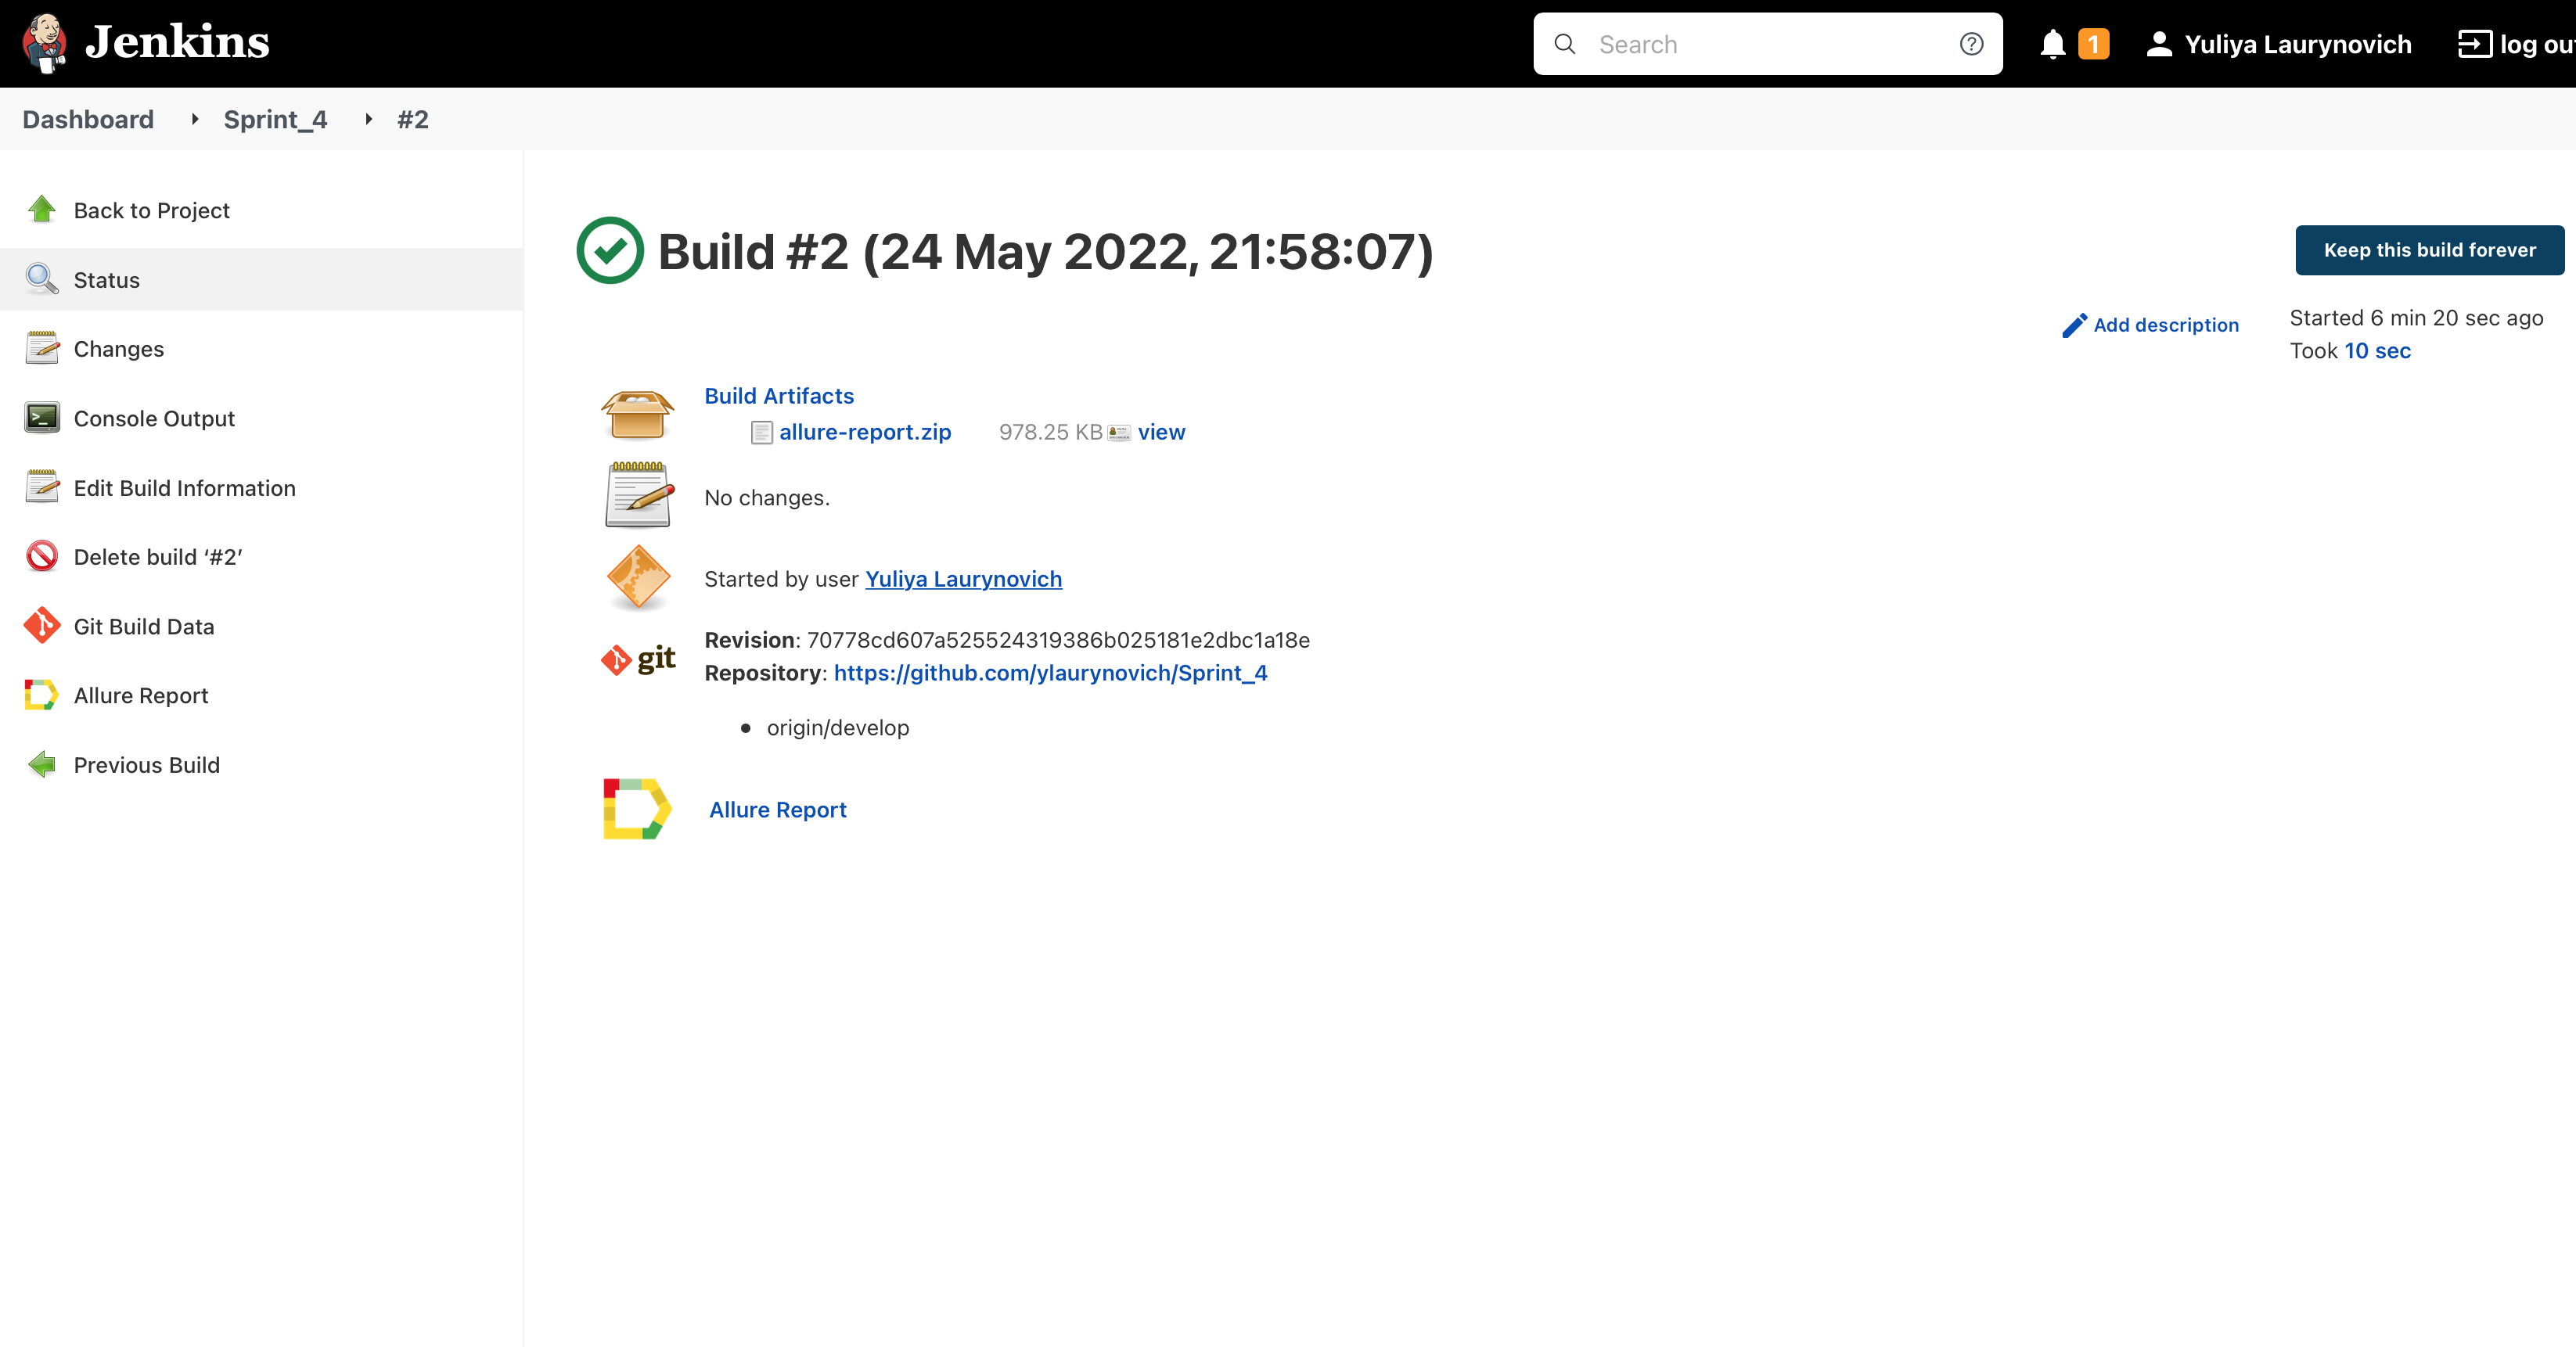 Jenkins
Search
1
Yuliya Laurynovich
log ou
Dashboard
Sprint_4
#2
Back to Project
Status
Changes
Console Output
Edit Build Information
Delete build ‘#2’
Git Build Data
Allure Report
Previous Build
Build #2 (24 May 2022, 21:58:07)
Keep this build forever
Add description
Started 6 min 20 sec ago
Took 10 sec
Build Artifacts
allure-report.zip 978.25 KB view
No changes.
Started by user Yuliya Laurynovich
git
Revision: 70778cd607a525524319386b025181e2dbc1a18e
Repository: https://github.com/ylaurynovich/Sprint_4
• origin/develop
Allure Report